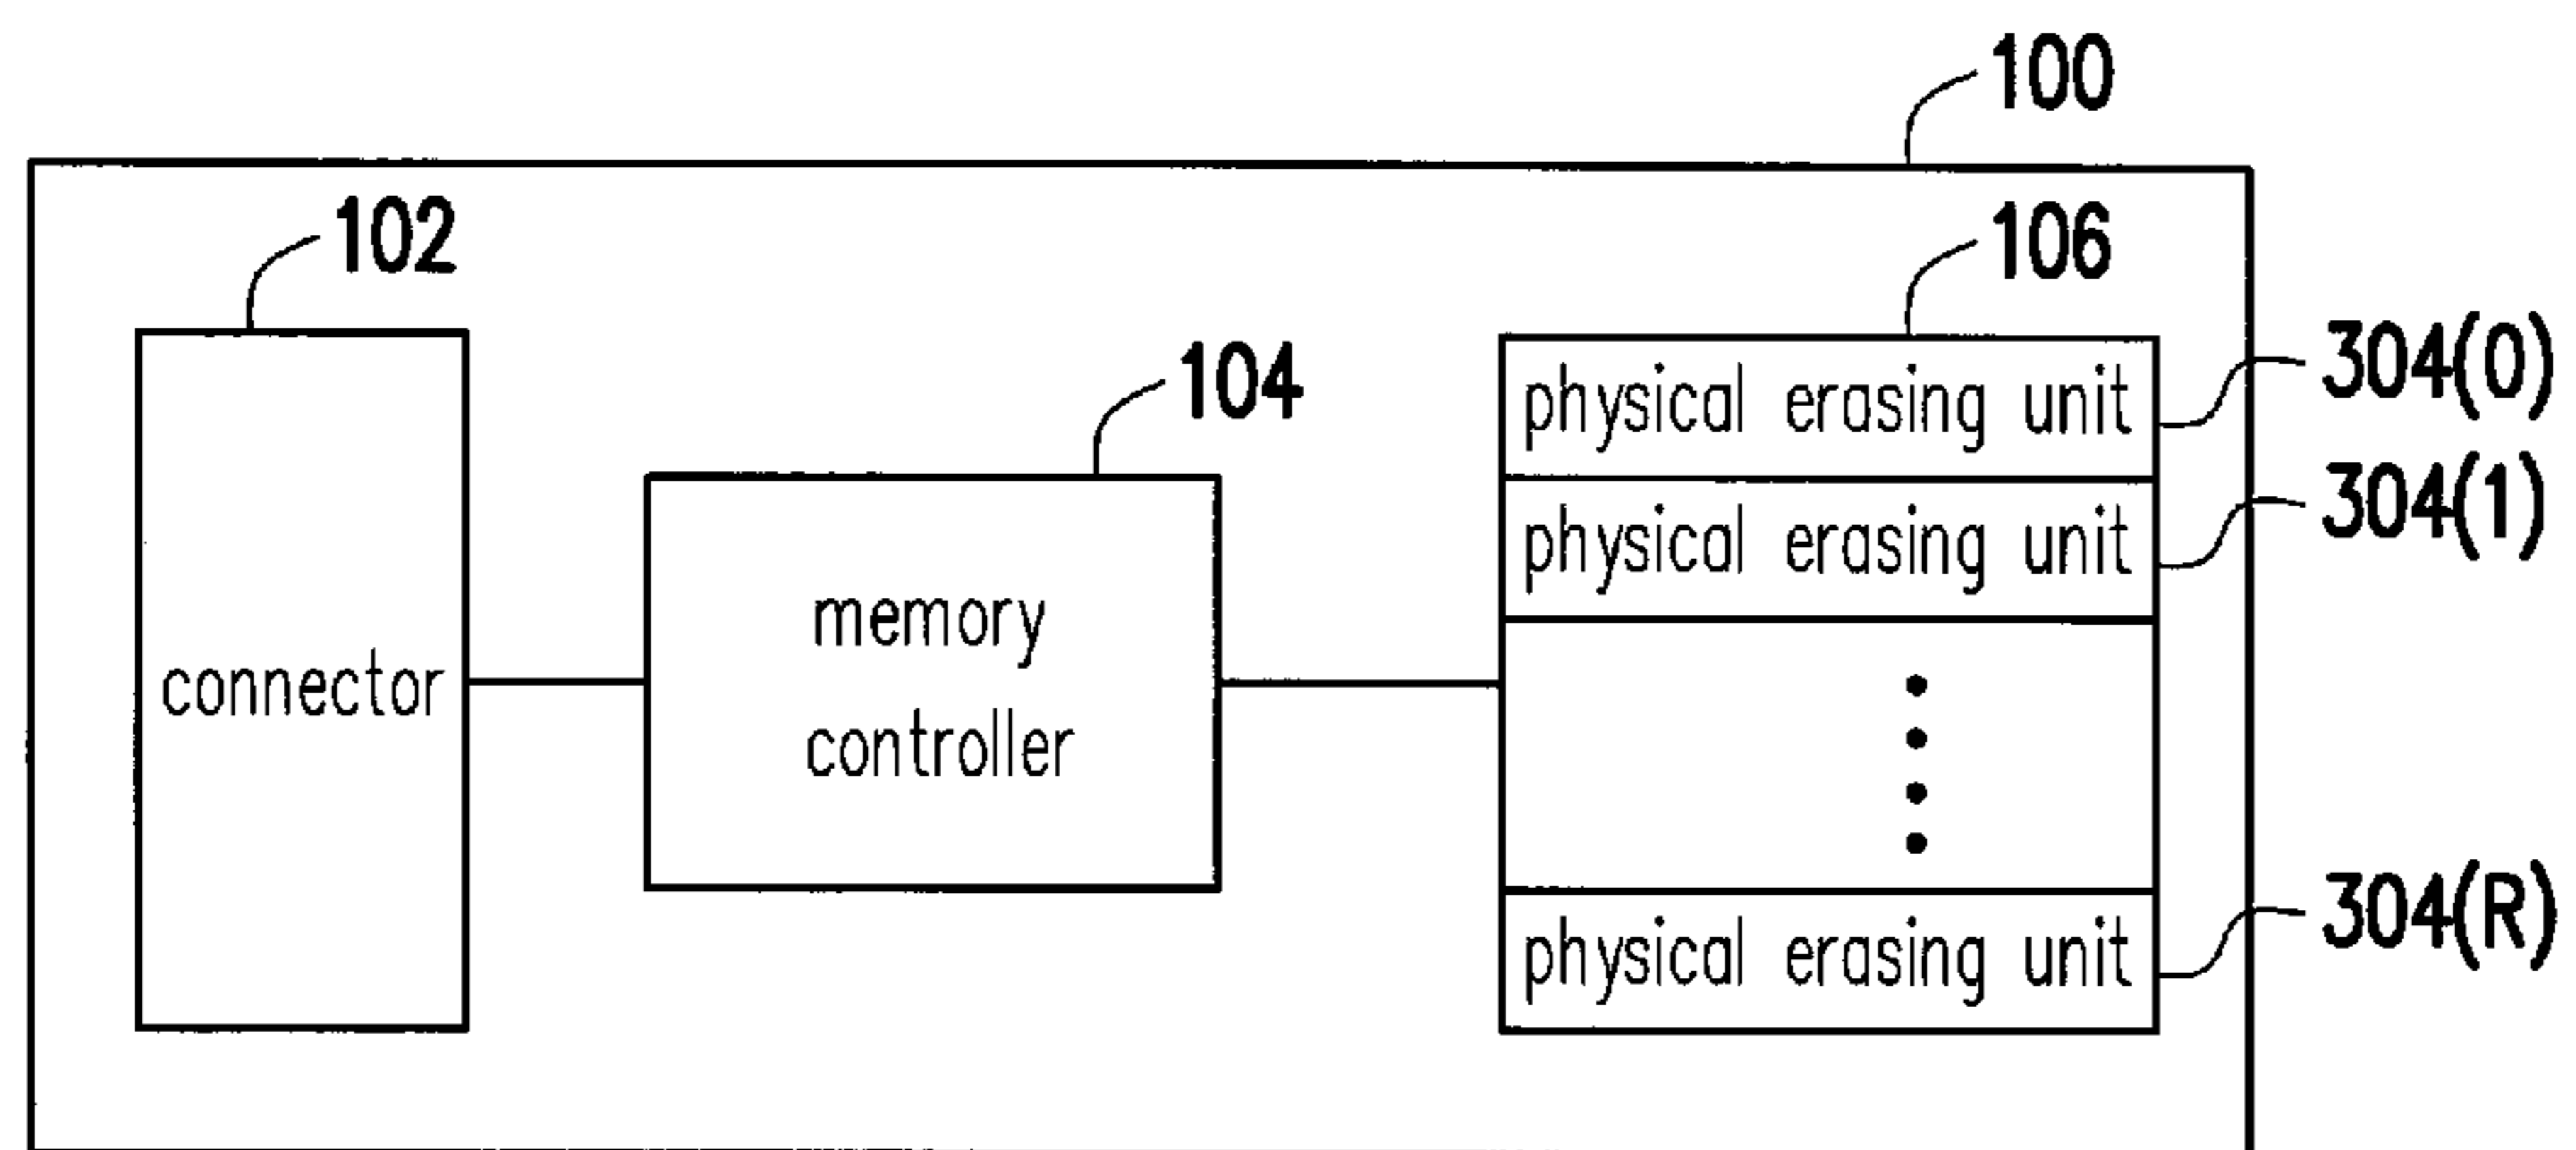 100
102
106
104
physical erasing unit
304(0)
physical erasing unit
304(1)
memory
controller
connector
physical erasing unit
304(R)